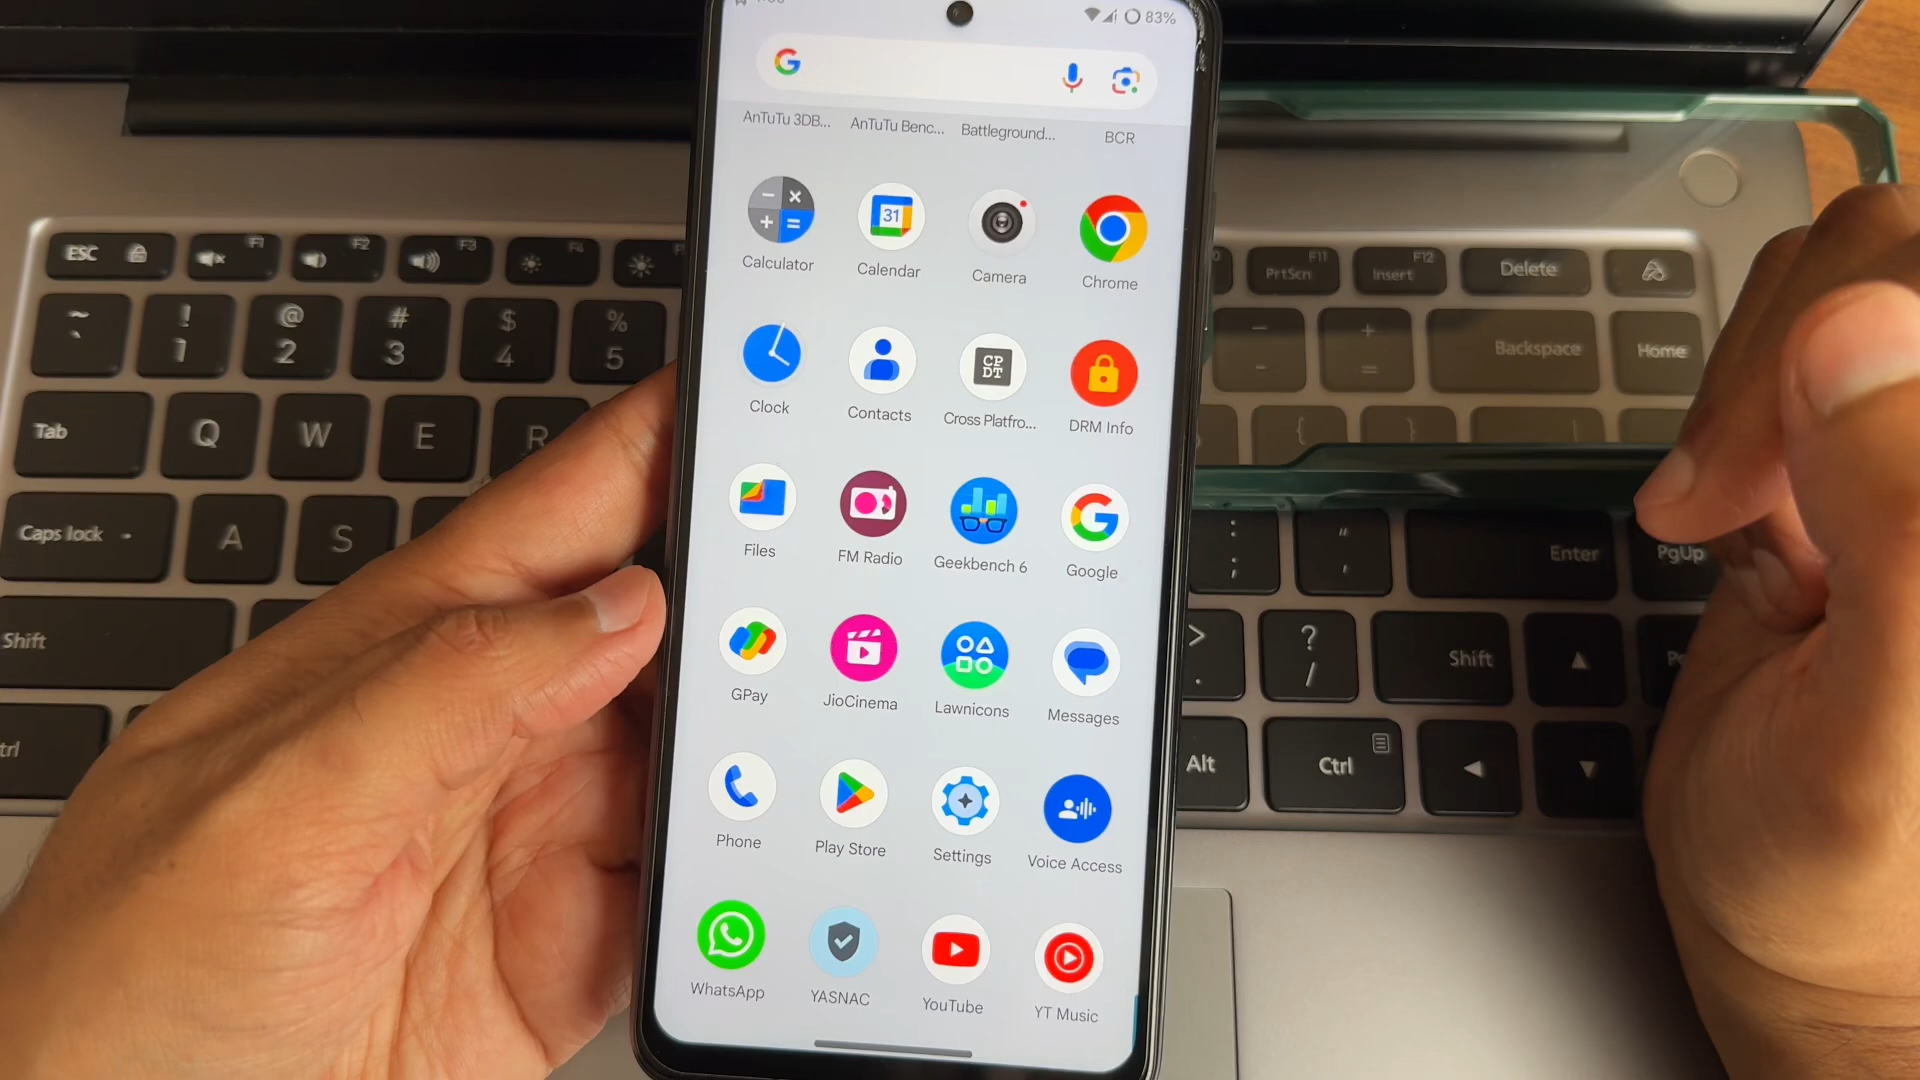 83%
AnTuTu 3DB...
AnTuTu Benc...
Battleground...
BCR
31
Calculator
Calendar
Camera
Chrome
CP
DT
Clock
Contacts
Cross Platfro...
DRM Info
Files
FM Radio
Geekbench 6
Google
GPay
JioCinema
Lawnicons
Messages
Phone
Play Store
Settings
Voice Access
WhatsApp
YASNAC
YouTube
YT Music
ESC
F1
F2
F3
F4
F11
PrtScn
F12
Insert
Delete
~
`
! 1
@ 2
# 3
$ 4
% 5
Backspace
Home
Tab
Q
W
E
R
Caps lock
A
S
Enter
PgUp
Shift
? /
Shift
Alt
Ctrl